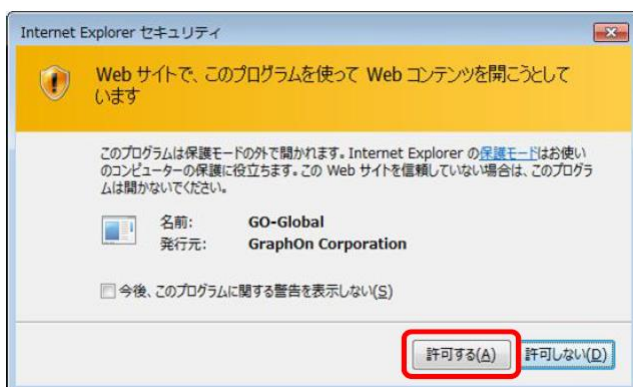 Internet Explorer セキュリティ
Web サイトで、このプログラムを使って Web コンテンツを開こうとして
います
このプログラムは保護モードの外で開かれます。Internet Explorer の保護モードはお使い
のコンピューターの保護に役立ちます。この Web サイトを信頼していない場合は、このプログラ
ムは開かないでください。
名前: GO-Global
発行元: GraphOn Corporation
今後、このプログラムに関する警告を表示しない(S)
許可する(A) 許可しない(D)